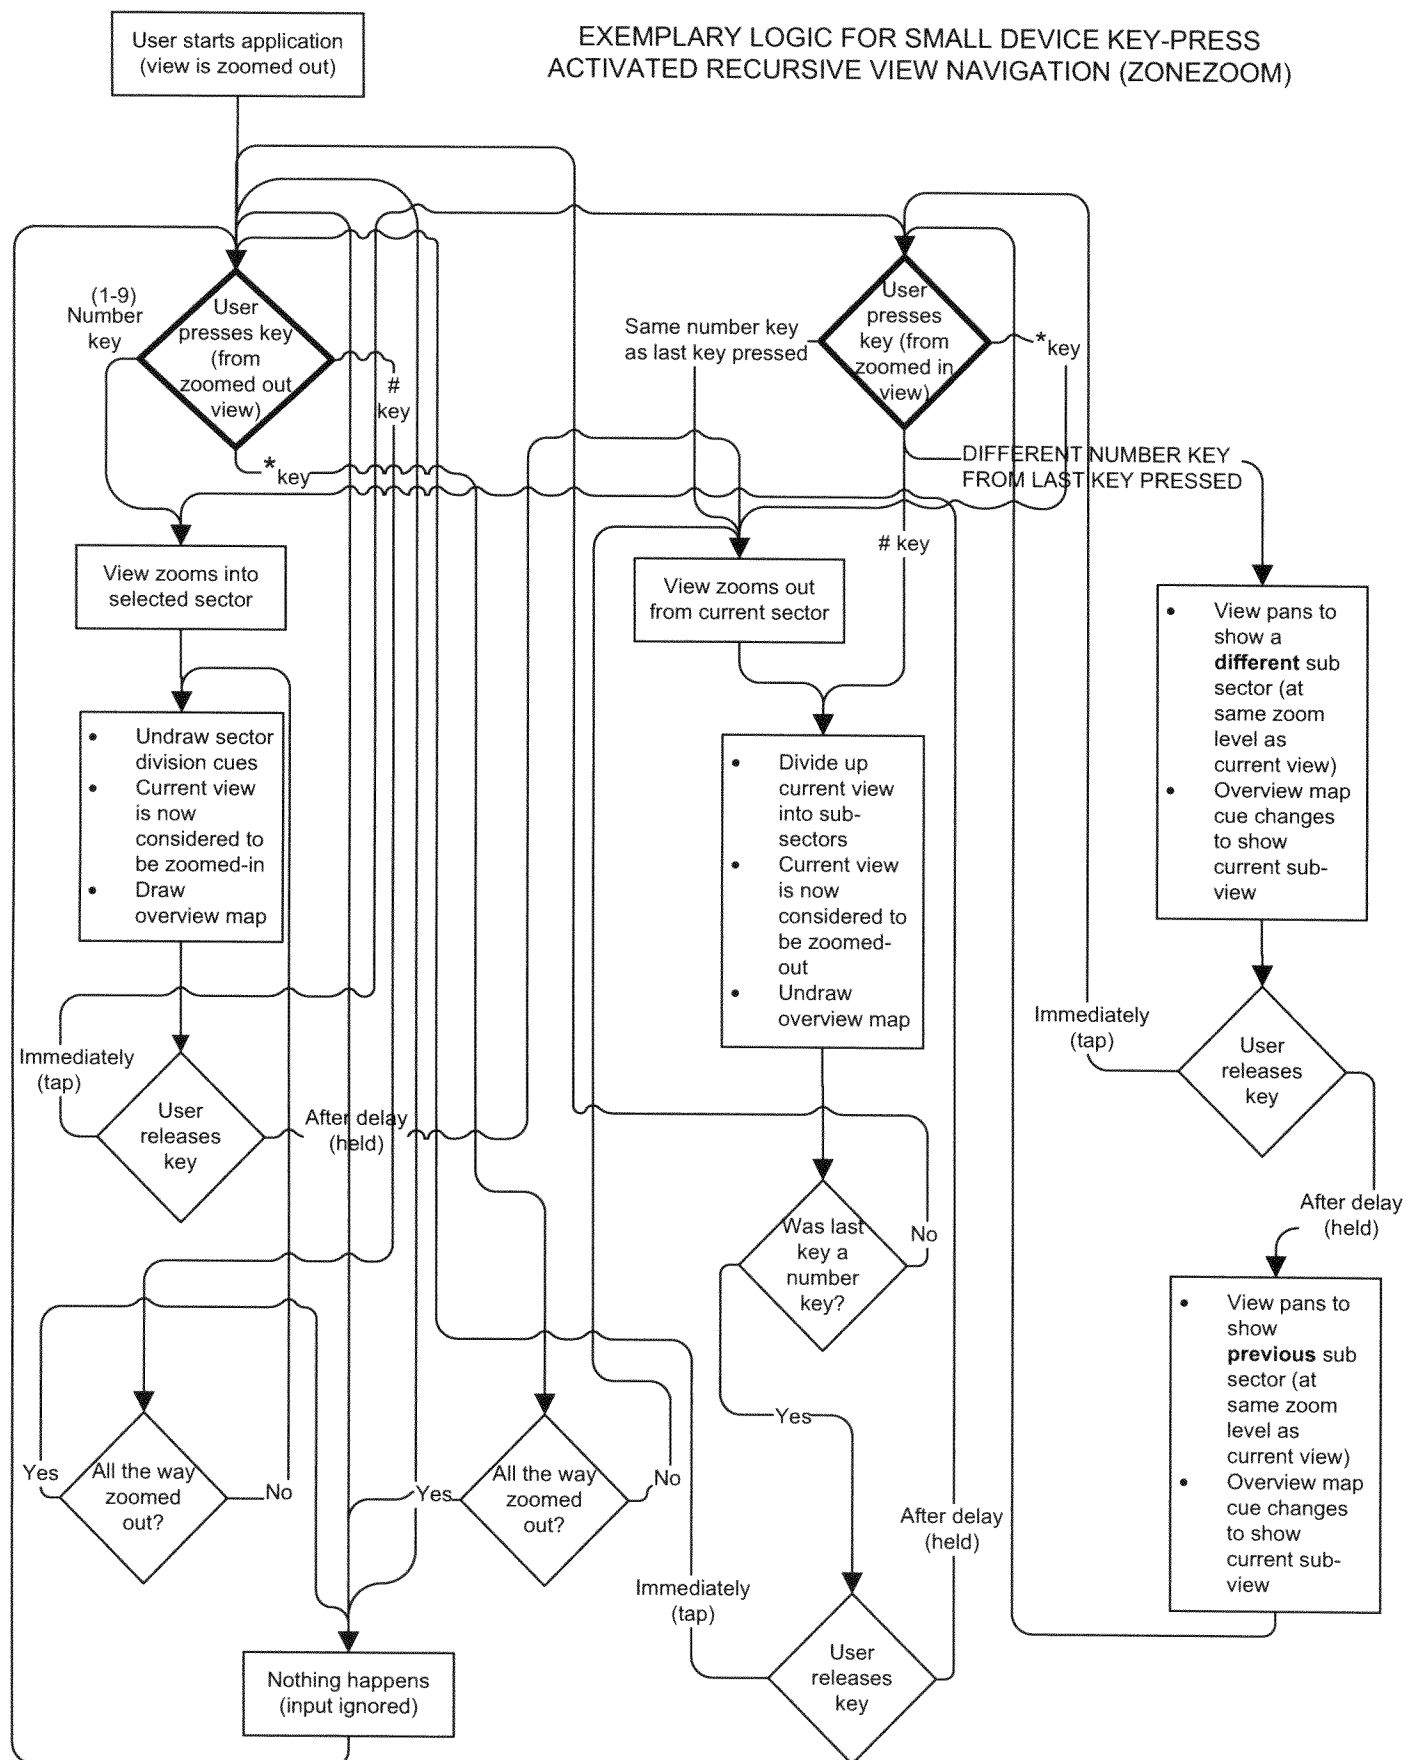 EXEMPLARY LOGIC FOR SMALL DEVICE KEY-PRESS
ACTIVATED RECURSIVE VIEW NAVIGATION (ZONEZOOM)
User starts application
(view is zoomed out)
(1-9)
Number
key
User
presses key
(from
zoomed out
view)
#
key
*
key
Same number key
as last key pressed
User
presses
key (from
zoomed in
view)
*
key
DIFFERENT NUMBER KEY
FROM LAST KEY PRESSED
# key
View zooms into
selected sector
View zooms out
from current sector
• Undraw sector
division cues
• Current view
is now
considered to
be zoomed-in
• Draw
overview map
• Divide up
current view
into sub-
sectors
• Current view
is now
considered to
be zoomed-
out
• Undraw
overview map
• View pans to
show a
different sub
sector (at
same zoom
level as
current view)
• Overview map
cue changes
to show
current sub-
view
Immediately
(tap)
User
releases
key
After delay
(held)
Immediately
(tap)
User
releases
key
After delay
(held)
Was last
key a
number
key?
No
Yes
• View pans to
show
previous sub
sector (at
same zoom
level as
current view)
• Overview map
cue changes
to show
current sub-
view
Yes
All the way
zoomed
out?
No
Yes
All the way
zoomed
out?
No
After delay
(held)
Immediately
(tap)
User
releases
key
Nothing happens
(input ignored)